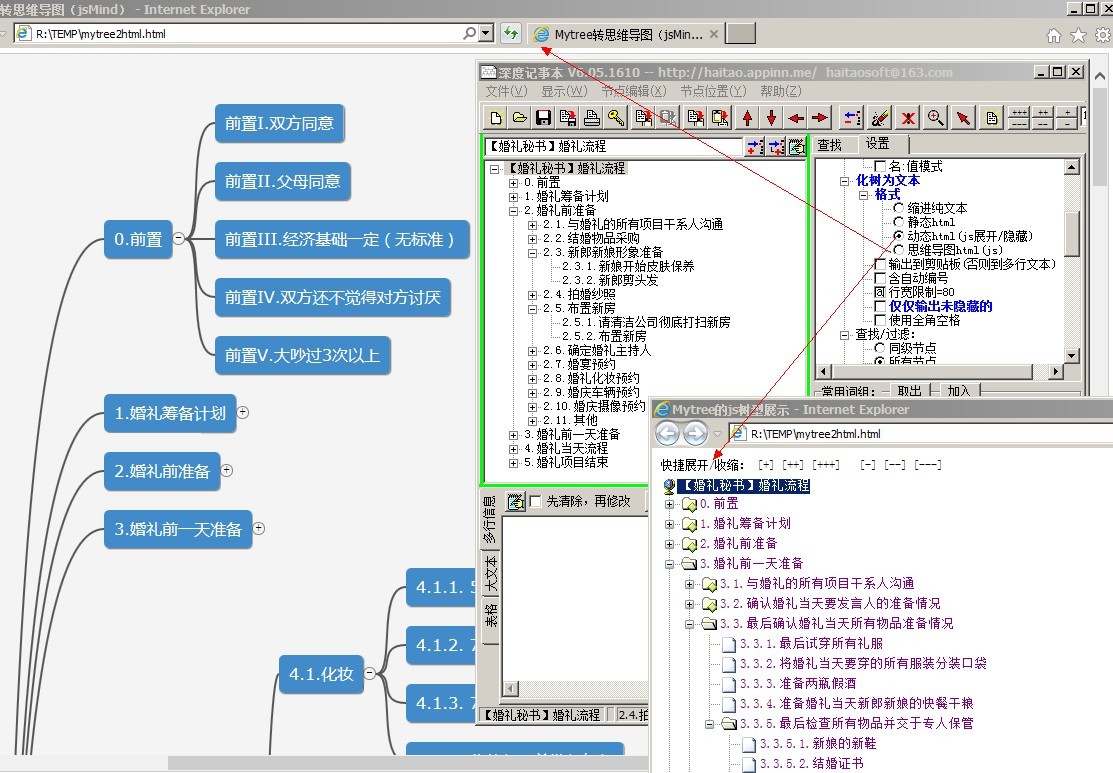 转思维导图（jsMind） - Internet Explorer
R:\TEMP\mytree2html.html
Mytree转思维导图（jsMin...
前置I.双方同意
前置II.父母同意
0.前置
前置III.经济基础一定（无标准）
前置IV.双方还不觉得对方讨厌
前置V.大吵过3次以上
1.婚礼筹备计划
2.婚礼前准备
3.婚礼前一天准备
4.1.1. 5
4.1.2. 7
4.1.化妆
4.1.3. 7
深度记事本 V6.05.1610 -- http://haitao.appinn.me/ haitaosoft@163.com
文件(V) 显示(W) 节点编辑(X) 节点位置(Y) 帮助(Z)
【婚礼秘书】婚礼流程
【婚礼秘书】婚礼流程
0.前置
1.婚礼筹备计划
2.婚礼前准备
2.1.与婚礼的所有项目干系人沟通
2.2.结婚物品采购
2.3.新郎新娘形象准备
2.3.1.新娘开始皮肤保养
2.3.2.新郎剪头发
2.4.拍婚纱照
2.5.布置新房
2.5.1.请清洁公司彻底打扫新房
2.5.2.布置新房
2.6.确定婚礼主持人
2.7.婚宴预约
2.8.婚礼化妆预约
2.9.婚庆车辆预约
2.10.婚庆摄像预约
2.11.其他
3.婚礼前一天准备
4.婚礼当天流程
5.婚礼项目结束
查找 设置
名:值模式
化树为文本
格式
缩进纯文本
静态html
动态html(js展开/隐藏)
思维导图html(js)
输出到剪贴板(否则到多行文本)
含自动编号
行宽限制=80
仅仅输出未隐藏的
使用全角空格
查找/过滤:
同级节点
所有节点
常用词组: 取出 加入
多行信息
大文本
表格
先清除，再修改
【婚礼秘书】婚礼流程 2.4.拍
Mytree的js树型展示 - Internet Explorer
R:\TEMP\mytree2html.html
快捷展开/收缩: [+] [++] [+++] [-] [--] [---]
【婚礼秘书】婚礼流程
0.前置
1.婚礼筹备计划
2.婚礼前准备
3.婚礼前一天准备
3.1.与婚礼的所有项目干系人沟通
3.2.确认婚礼当天要发言人的准备情况
3.3.最后确认婚礼当天所有物品准备情况
3.3.1.最后试穿所有礼服
3.3.2.将婚礼当天要穿的所有服装分装口袋
3.3.3.准备两瓶假酒
3.3.4.准备婚礼当天新郎新娘的快餐干粮
3.3.5.最后检查所有物品并交于专人保管
3.3.5.1.新娘的新鞋
3.3.5.2.结婚证书